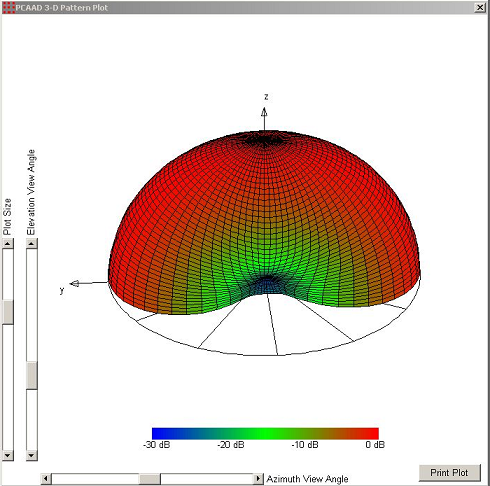 PCAAD 3-D Pattern Plot
z
Elevation View Angle
Plot Size
y
-30 dB -20 dB -10 dB 0 dB
Print Plot
Azimuth View Angle